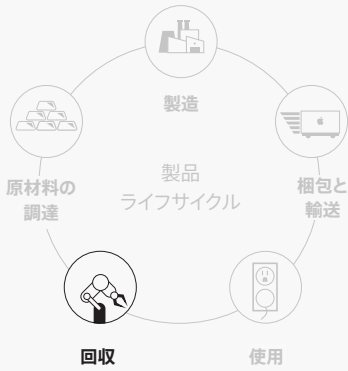 製造
原材料の
調達
製品
ライフサイクル
梱包と
輸送
回収
使用